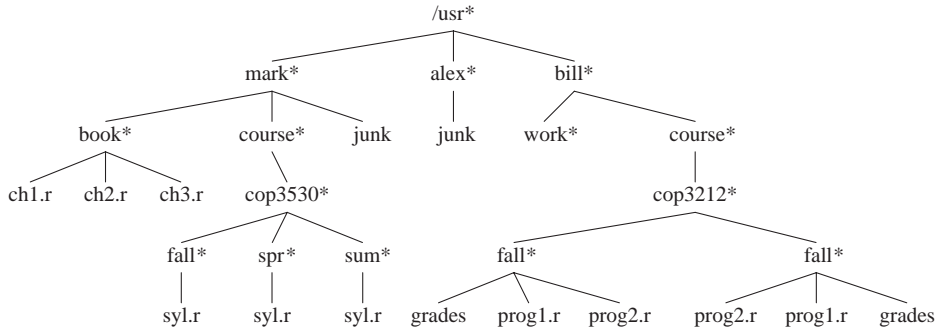 /usr*
mark* alex* bill*
book* course* junk junk work* course*
ch1.r ch2.r ch3.r cop3530* cop3212*
fall* spr* sum* fall* fall*
syl.r syl.r syl.r grades prog1.r prog2.r prog2.r prog1.r grades